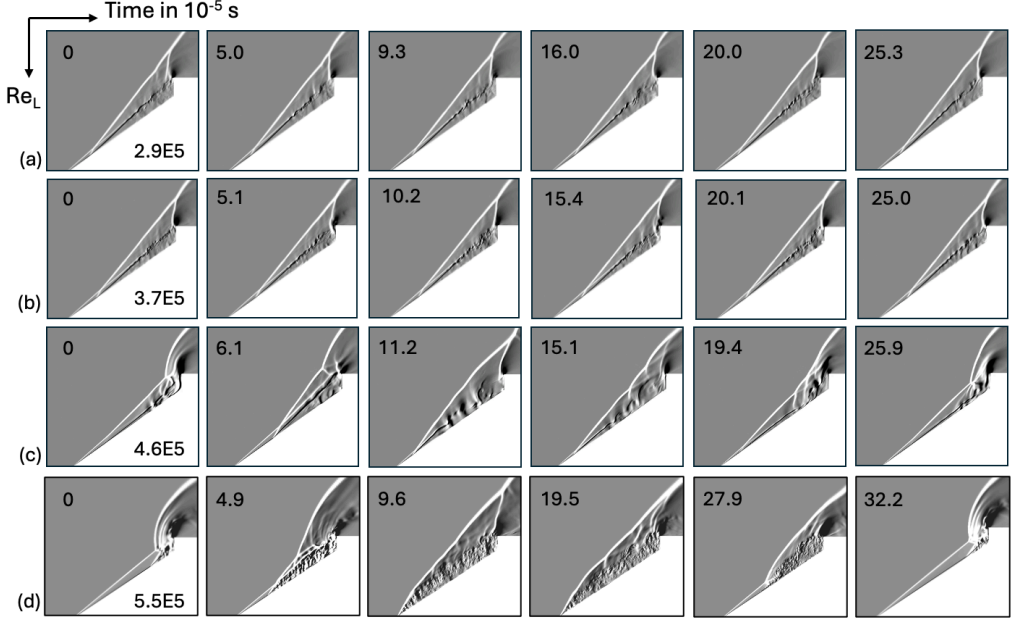 Time in 10⁻⁵ s
Re_L
0 5.0 9.3 16.0 20.0 25.3
(a) 2.9E5
0 5.1 10.2 15.4 20.1 25.0
(b) 3.7E5
0 6.1 11.2 15.1 19.4 25.9
(c) 4.6E5
0 4.9 9.6 19.5 27.9 32.2
(d) 5.5E5